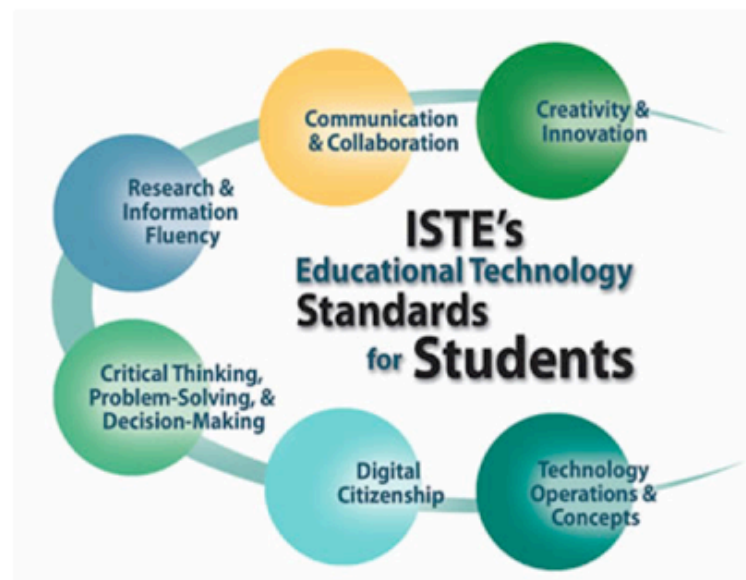 Communication
& Collaboration
Creativity &
Innovation
Research &
Information
Fluency
ISTE's
Educational Technology
Standards
for Students
Critical Thinking,
Problem-Solving, &
Decision-Making
Digital
Citizenship
Technology
Operations &
Concepts